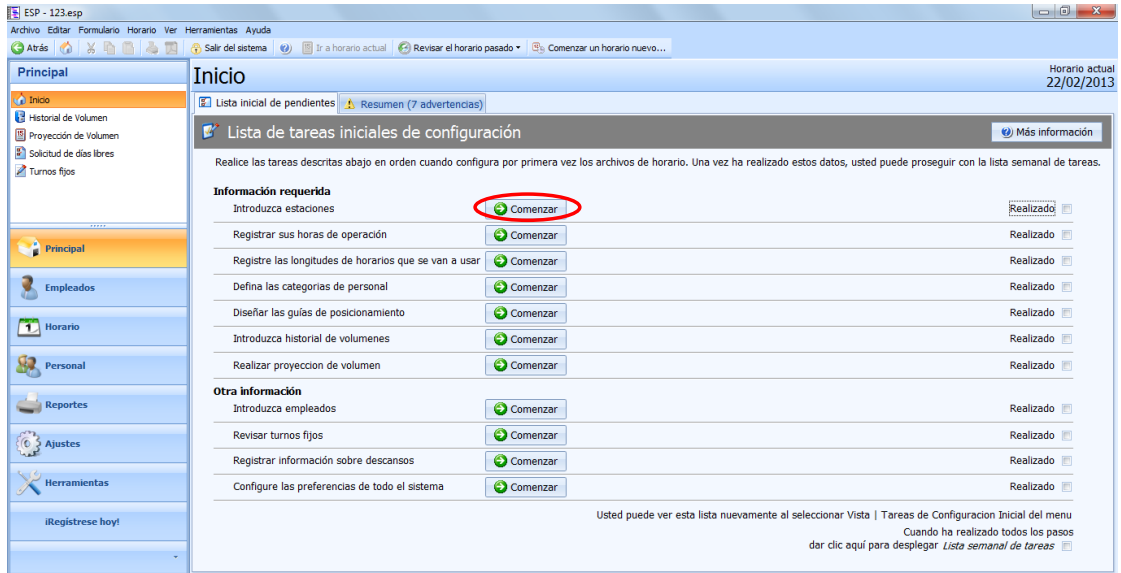 ESP - 123.esp
Archivo Editar Formulario Horario Ver Herramientas Ayuda
Atrás Salir del sistema Ir a horario actual Revisar el horario pasado Comenzar un horario nuevo...
Principal
Inicio
Historial de Volumen
Proyección de Volumen
Solicitud de días libres
Turnos fijos
Principal
Empleados
Horario
Personal
Reportes
Ajustes
Herramientas
¡Regístrese hoy!
Inicio
Horario actual
22/02/2013
Lista inicial de pendientes Resumen (7 advertencias)
Lista de tareas iniciales de configuración Más información
Realice las tareas descritas abajo en orden cuando configura por primera vez los archivos de horario. Una vez ha realizado estos datos, usted puede proseguir con la lista semanal de tareas.
Información requerida
Introduzca estaciones Comenzar Realizado
Registrar sus horas de operación Comenzar Realizado
Registre las longitudes de horarios que se van a usar Comenzar Realizado
Defina las categorias de personal Comenzar Realizado
Diseñar las guías de posicionamiento Comenzar Realizado
Introduzca historial de volumenes Comenzar Realizado
Realizar proyeccion de volumen Comenzar Realizado
Otra información
Introduzca empleados Comenzar Realizado
Revisar turnos fijos Comenzar Realizado
Registrar información sobre descansos Comenzar Realizado
Configure las preferencias de todo el sistema Comenzar Realizado
Usted puede ver esta lista nuevamente al seleccionar Vista | Tareas de Configuracion Inicial del menu
Cuando ha realizado todos los pasos
dar clic aquí para desplegar Lista semanal de tareas